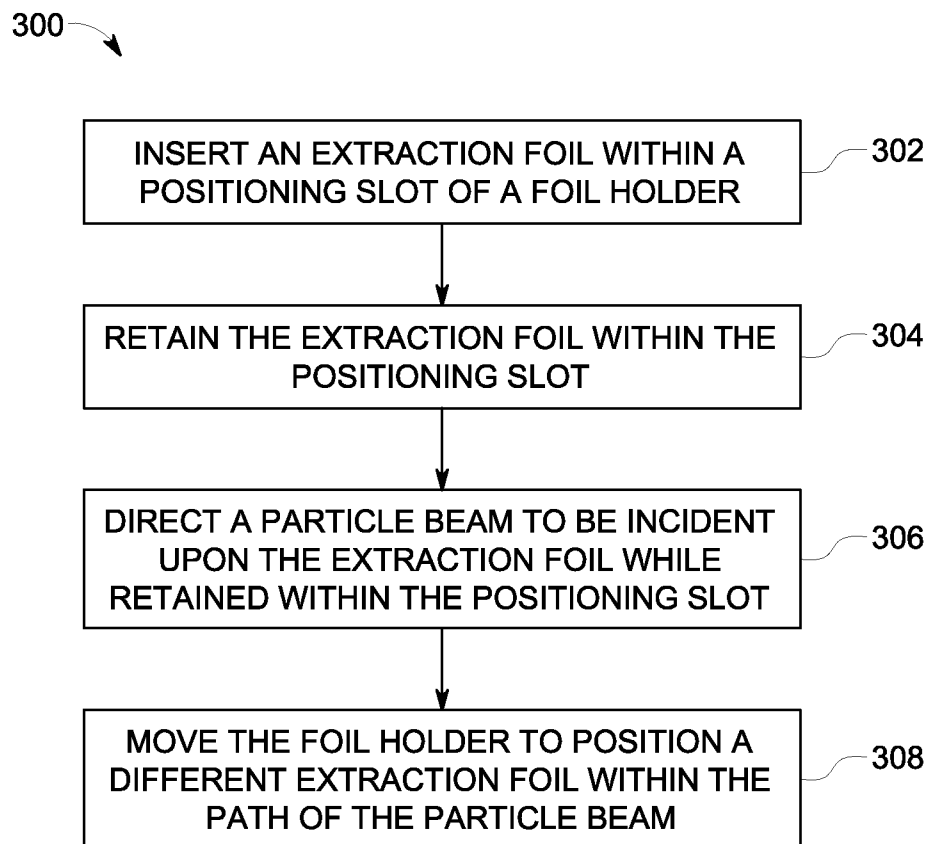 300
INSERT AN EXTRACTION FOIL WITHIN A
POSITIONING SLOT OF A FOIL HOLDER
302
RETAIN THE EXTRACTION FOIL WITHIN THE
POSITIONING SLOT
304
DIRECT A PARTICLE BEAM TO BE INCIDENT
UPON THE EXTRACTION FOIL WHILE
RETAINED WITHIN THE POSITIONING SLOT
306
MOVE THE FOIL HOLDER TO POSITION A
DIFFERENT EXTRACTION FOIL WITHIN THE
PATH OF THE PARTICLE BEAM
308